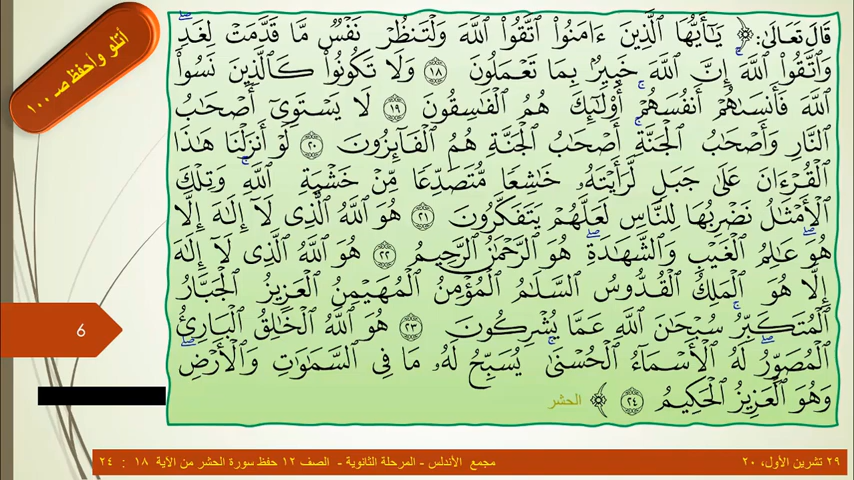 أتلو وأحفظ صـ ١٠٠
قَالَ تَعَالَىٰ: ﴿ يَـٰٓأَيُّهَا ٱلَّذِينَ ءَامَنُوا۟ ٱتَّقُوا۟ ٱللَّهَ وَلْتَنظُرْ نَفْسٌ مَّا قَدَّمَتْ لِغَدٍۖ
وَٱتَّقُوا۟ ٱللَّهَۚ إِنَّ ٱللَّهَ خَبِيرٌۢ بِمَا تَعْمَلُونَ ١٨ وَلَا تَكُونُوا۟ كَٱلَّذِينَ نَسُوا۟
ٱللَّهَ فَأَنسَىٰهُمْ أَنفُسَهُمْۚ أُو۟لَـٰٓئِكَ هُمُ ٱلْفَـٰسِقُونَ ١٩ لَا يَسْتَوِىٓ أَصْحَـٰبُ
ٱلنَّارِ وَأَصْحَـٰبُ ٱلْجَنَّةِۚ أَصْحَـٰبُ ٱلْجَنَّةِ هُمُ ٱلْفَآئِزُونَ ٢٠ لَوْ أَنزَلْنَا هَـٰذَا
ٱلْقُرْءَانَ عَلَىٰ جَبَلٍ لَّرَأَيْتَهُۥ خَـٰشِعًا مُّتَصَدِّعًا مِّنْ خَشْيَةِ ٱللَّهِۚ وَتِلْكَ
ٱلْأَمْثَـٰلُ نَضْرِبُهَا لِلنَّاسِ لَعَلَّهُمْ يَتَفَكَّرُونَ ٢١ هُوَ ٱللَّهُ ٱلَّذِى لَآ إِلَـٰهَ إِلَّا
هُوَۖ عَـٰلِمُ ٱلْغَيْبِ وَٱلشَّهَـٰدَةِۖ هُوَ ٱلرَّحْمَـٰنُ ٱلرَّحِيمُ ٢٢ هُوَ ٱللَّهُ ٱلَّذِى لَآ إِلَـٰهَ
إِلَّا هُوَ ٱلْمَلِكُ ٱلْقُدُّوسُ ٱلسَّلَـٰمُ ٱلْمُؤْمِنُ ٱلْمُهَيْمِنُ ٱلْعَزِيزُ ٱلْجَبَّارُ
ٱلْمُتَكَبِّرُۚ سُبْحَـٰنَ ٱللَّهِ عَمَّا يُشْرِكُونَ ٢٣ هُوَ ٱللَّهُ ٱلْخَـٰلِقُ ٱلْبَارِئُ
ٱلْمُصَوِّرُۖ لَهُ ٱلْأَسْمَآءُ ٱلْحُسْنَىٰۚ يُسَبِّحُ لَهُۥ مَا فِى ٱلسَّمَـٰوَٰتِ وَٱلْأَرْضِۖ
وَهُوَ ٱلْعَزِيزُ ٱلْحَكِيمُ ٢٤ ﴾ الحشر
6
٢٩ تشرين الأول، ٢٠ مجمع الأندلس - المرحلة الثانوية - الصف ١٢ حفظ سورة الحشر من الآية ١٨ : ٢٤